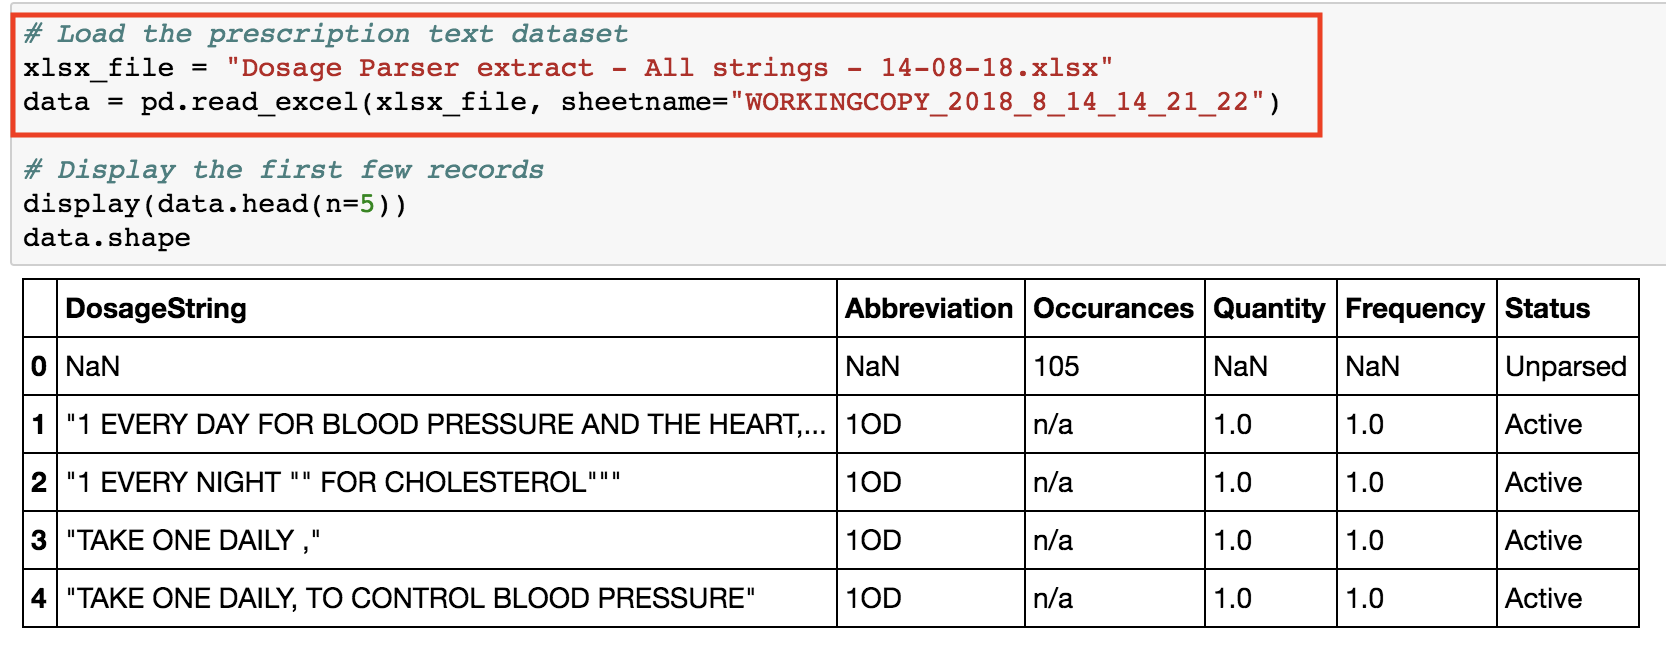 # Load the prescription text dataset
xlsx_file = "Dosage Parser extract - All strings - 14-08-18.xlsx"
data = pd.read_excel(xlsx_file, sheetname="WORKINGCOPY_2018_8_14_14_21_22")
# Display the first few records
display(data.head(n=5))
data.shape
DosageString Abbreviation Occurances Quantity Frequency Status
0 NaN NaN 105 NaN NaN Unparsed
1 "1 EVERY DAY FOR BLOOD PRESSURE AND THE HEART,... 1OD n/a 1.0 1.0 Active
2 "1 EVERY NIGHT "" FOR CHOLESTEROL""" 1OD n/a 1.0 1.0 Active
3 "TAKE ONE DAILY ," 1OD n/a 1.0 1.0 Active
4 "TAKE ONE DAILY, TO CONTROL BLOOD PRESSURE" 1OD n/a 1.0 1.0 Active